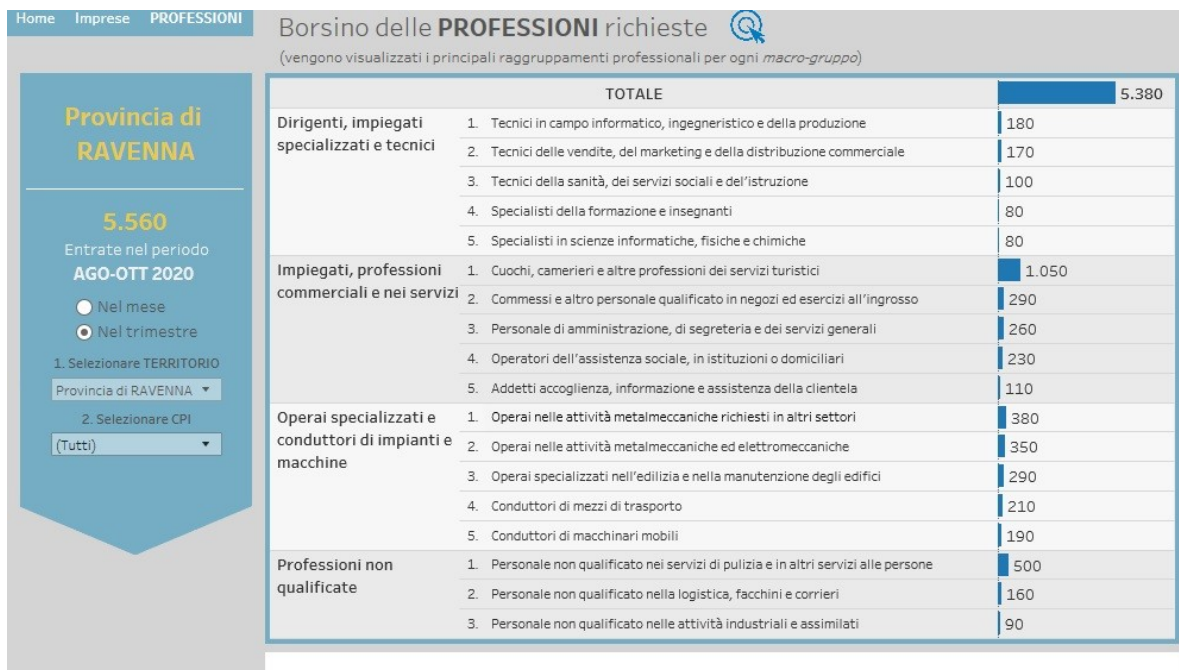 Home Imprese PROFESSIONI
Borsino delle PROFESSIONI richieste
(vengono visualizzati i principali raggruppamenti professionali per ogni macro-gruppo)
Provincia di
RAVENNA
5.560
Entrate nel periodo
AGO-OTT 2020
Nel mese
Nel trimestre
1. Selezionare TERRITORIO
Provincia di RAVENNA
2. Selezionare CPI
(Tutti)
TOTALE 5.380
Dirigenti, impiegati
specializzati e tecnici
1. Tecnici in campo informatico, ingegneristico e della produzione 180
2. Tecnici delle vendite, del marketing e della distribuzione commerciale 170
3. Tecnici della sanità, dei servizi sociali e del'istruzione 100
4. Specialisti della formazione e insegnanti 80
5. Specialisti in scienze informatiche, fisiche e chimiche 80
Impiegati, professioni
commerciali e nei servizi
1. Cuochi, camerieri e altre professioni dei servizi turistici 1.050
2. Commessi e altro personale qualificato in negozi ed esercizi all'ingrosso 290
3. Personale di amministrazione, di segreteria e dei servizi generali 260
4. Operatori dell'assistenza sociale, in istituzioni o domiciliari 230
5. Addetti accoglienza, informazione e assistenza della clientela 110
Operai specializzati e
conduttori di impianti e
macchine
1. Operai nelle attività metalmeccaniche richiesti in altri settori 380
2. Operai nelle attività metalmeccaniche ed elettromeccaniche 350
3. Operai specializzati nell'edilizia e nella manutenzione degli edifici 290
4. Conduttori di mezzi di trasporto 210
5. Conduttori di macchinari mobili 190
Professioni non
qualificate
1. Personale non qualificato nei servizi di pulizia e in altri servizi alle persone 500
2. Personale non qualificato nella logistica, facchini e corrieri 160
3. Personale non qualificato nelle attività industriali e assimilati 90